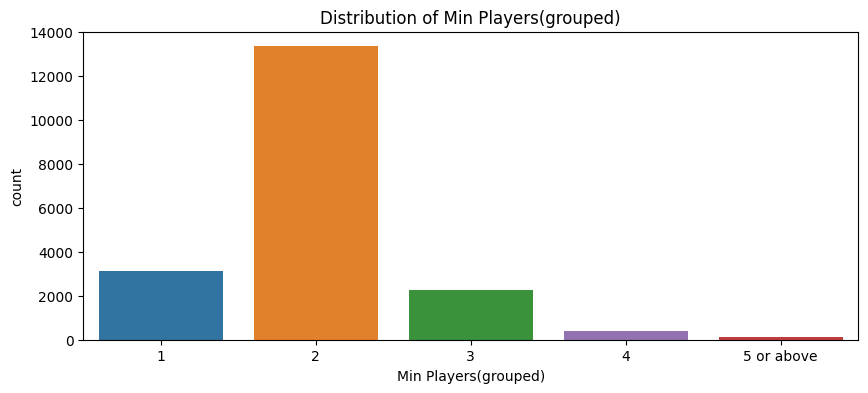 Distribution of Min Players(grouped)
14000
12000
10000
8000
6000
4000
2000
0
count
1 2 3 4 5 or above
Min Players(grouped)